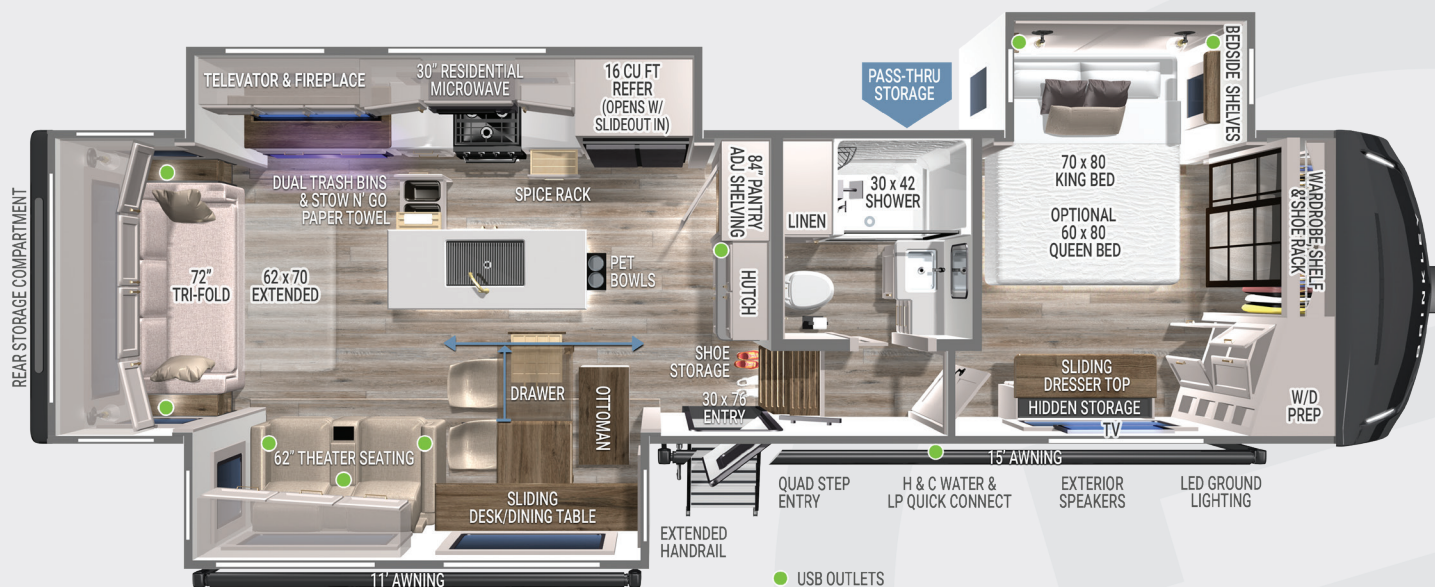 BEDSIDE SHELVES
TELEVATOR & FIREPLACE
30" RESIDENTIAL
MICROWAVE
16 CU FT
REFER
(OPENS W/
SLIDEOUT IN)
PASS-THRU
STORAGE
DUAL TRASH BINS
& STOW N' GO
PAPER TOWEL
SPICE RACK
84" PANTRY
ADJ SHELVING
LINEN
30 x 42
SHOWER
70 x 80
KING BED
OPTIONAL
60 x 80
QUEEN BED
WARDROBE, SHELF
& SHOE RACK
REAR STORAGE COMPARTMENT
72"
TRI-FOLD
62 x 70
EXTENDED
PET
BOWLS
HUTCH
BRINKLEY
SHOE
STORAGE
DRAWER
OTTOMAN
30 x 76
ENTRY
SLIDING
DRESSER TOP
HIDDEN STORAGE
TV
W/D
PREP
62" THEATER SEATING
SLIDING
DESK/DINING TABLE
15' AWNING
QUAD STEP
ENTRY
H & C WATER &
LP QUICK CONNECT
EXTERIOR
SPEAKERS
LED GROUND
LIGHTING
EXTENDED
HANDRAIL
11' AWNING
USB OUTLETS